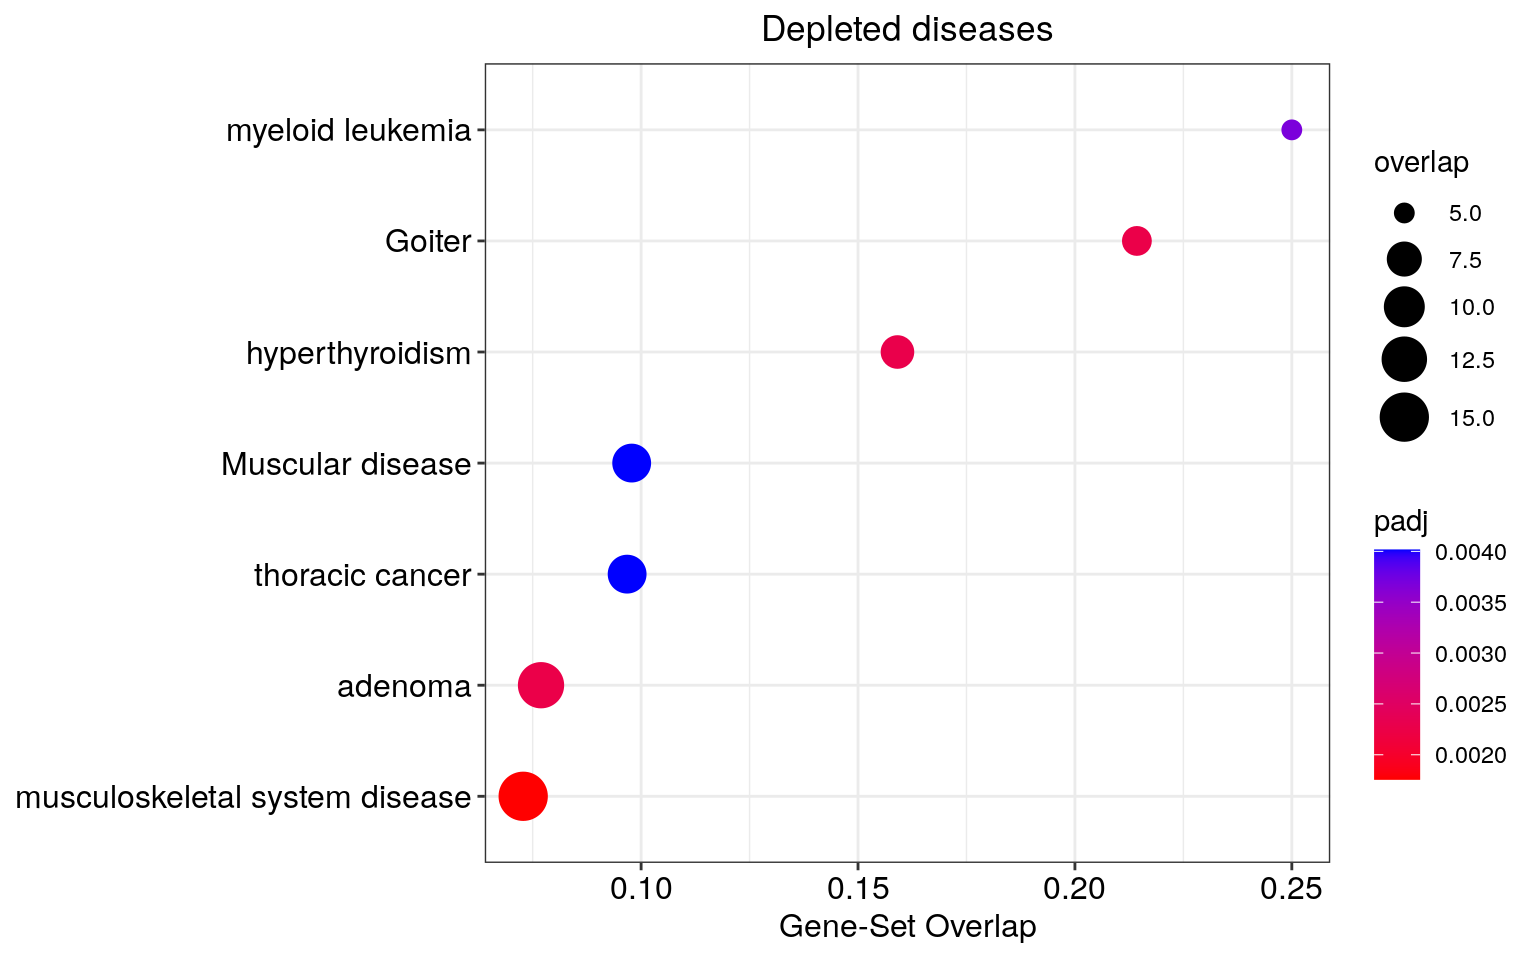 Depleted diseases
myeloid leukemia
Goiter
hyperthyroidism
Muscular disease
thoracic cancer
adenoma
musculoskeletal system disease
0.10 0.15 0.20 0.25
Gene-Set Overlap
overlap
5.0
7.5
10.0
12.5
15.0
padj
0.0040
0.0035
0.0030
0.0025
0.0020